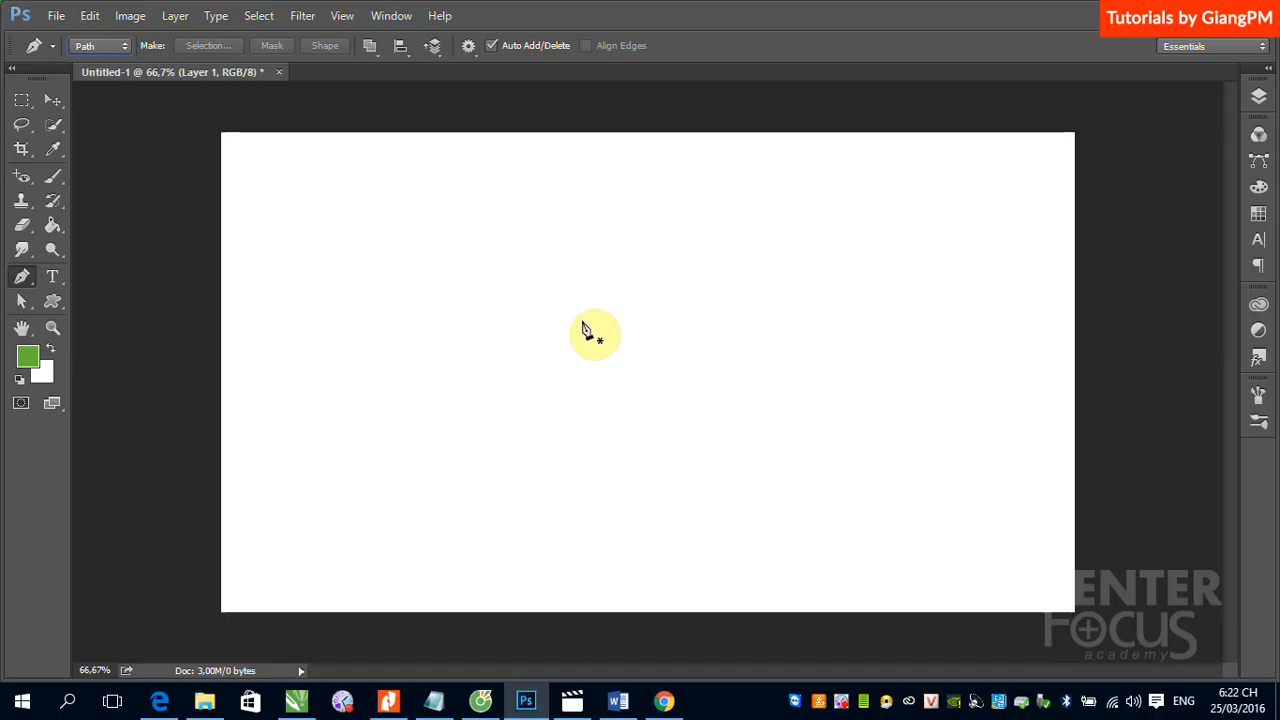 Ps File Edit Image Layer Type Select Filter View Window Help
Tutorials by GiangPM
Path Make: Selection... Mask Shape Auto Add/Delete Align Edges Essentials
Untitled-1 @ 66,7% (Layer 1, RGB/8) * ×
ENTER
FOCUS
academy
66,67% Doc: 3,00M/0 bytes
Ps ENG
6:22 CH
25/03/2016